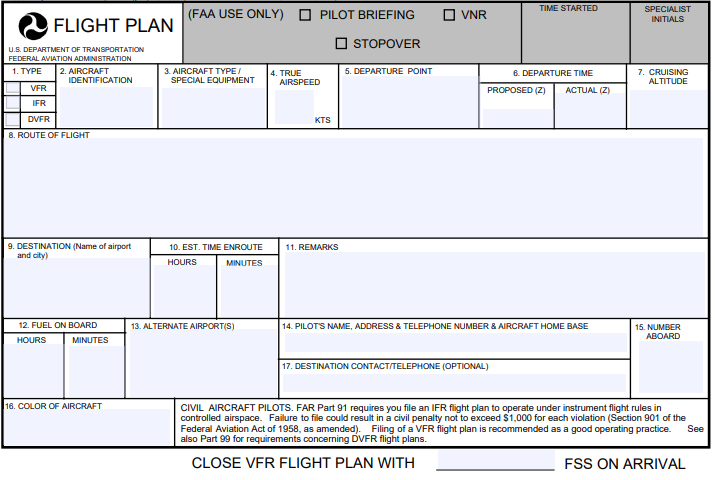 FLIGHT PLAN
U.S. DEPARTMENT OF TRANSPORTATION
FEDERAL AVIATION ADMINISTRATION
(FAA USE ONLY) PILOT BRIEFING VNR
STOPOVER
TIME STARTED
SPECIALIST
INITIALS
1. TYPE
VFR
IFR
DVFR
2. AIRCRAFT
IDENTIFICATION
3. AIRCRAFT TYPE /
SPECIAL EQUIPMENT
4. TRUE
AIRSPEED
KTS
5. DEPARTURE POINT
6. DEPARTURE TIME
PROPOSED (Z) ACTUAL (Z)
7. CRUISING
ALTITUDE
8. ROUTE OF FLIGHT
9. DESTINATION (Name of airport
and city)
10. EST. TIME ENROUTE
HOURS MINUTES
11. REMARKS
12. FUEL ON BOARD
HOURS MINUTES
13. ALTERNATE AIRPORT(S)
14. PILOT'S NAME, ADDRESS & TELEPHONE NUMBER & AIRCRAFT HOME BASE
17. DESTINATION CONTACT/TELEPHONE (OPTIONAL)
15. NUMBER
ABOARD
16. COLOR OF AIRCRAFT
CIVIL AIRCRAFT PILOTS. FAR Part 91 requires you file an IFR flight plan to operate under instrument flight rules in
controlled airspace. Failure to file could result in a civil penalty not to exceed $1,000 for each violation (Section 901 of the
Federal Aviation Act of 1958, as amended). Filing of a VFR flight plan is recommended as a good operating practice. See
also Part 99 for requirements concerning DVFR flight plans.
CLOSE VFR FLIGHT PLAN WITH FSS ON ARRIVAL